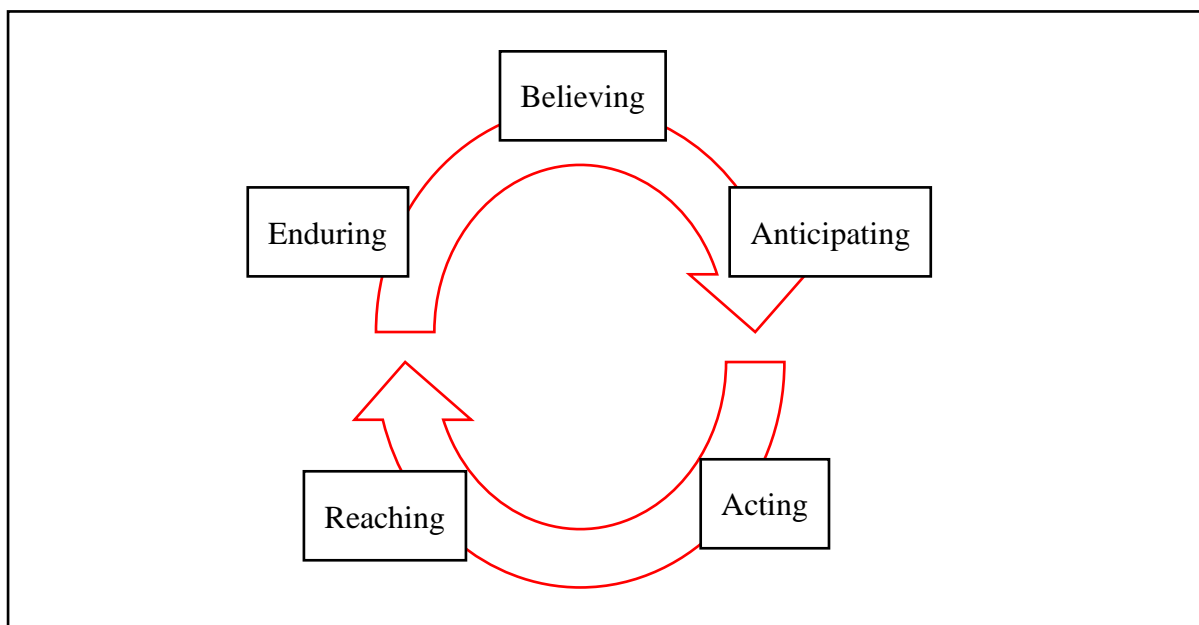 Believing
Enduring
Anticipating
Reaching
Acting